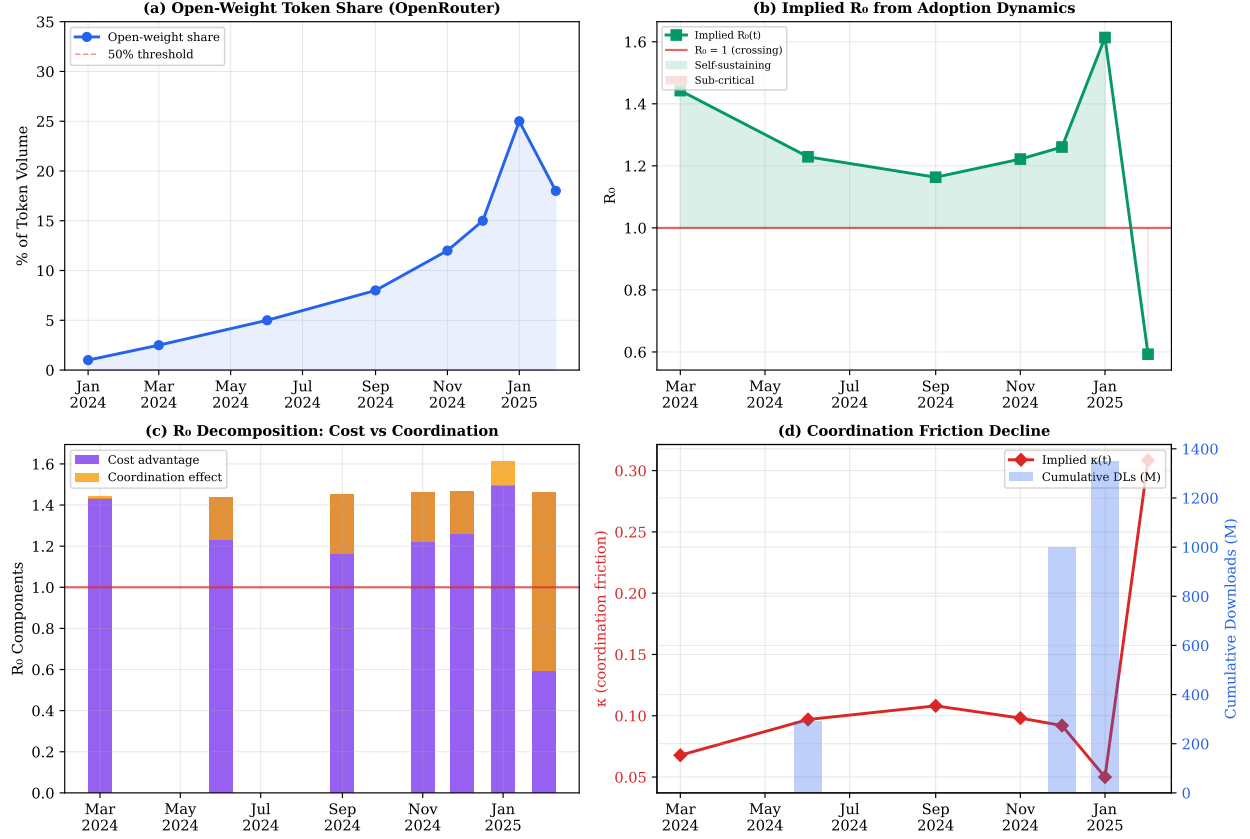 (a) Open-Weight Token Share (OpenRouter)
% of Token Volume
35
30
25
20
15
10
5
0
Open-weight share
50% threshold
Jan
2024
Mar
2024
May
2024
Jul
2024
Sep
2024
Nov
2024
Jan
2025
(b) Implied R₀ from Adoption Dynamics
R₀
1.6
1.4
1.2
1.0
0.8
0.6
Implied R₀(t)
R₀ = 1 (crossing)
Self-sustaining
Sub-critical
Mar
2024
May
2024
Jul
2024
Sep
2024
Nov
2024
Jan
2025
(c) R₀ Decomposition: Cost vs Coordination
R₀ Components
1.6
1.4
1.2
1.0
0.8
0.6
0.4
0.2
0.0
Cost advantage
Coordination effect
Mar
2024
May
2024
Jul
2024
Sep
2024
Nov
2024
Jan
2025
(d) Coordination Friction Decline
κ (coordination friction)
0.30
0.25
0.20
0.15
0.10
0.05
Implied κ(t)
Cumulative DLs (M)
1400
1200
1000
800
600
400
200
0
Cumulative Downloads (M)
Mar
2024
May
2024
Jul
2024
Sep
2024
Nov
2024
Jan
2025